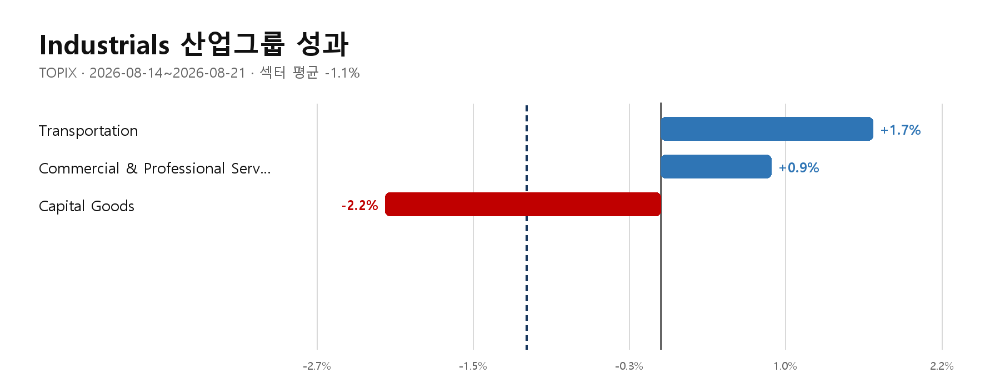 Industrials 산업그룹 성과
TOPIX · 2026-08-14~2026-08-21 · 섹터 평균 -1.1%
Transportation +1.7%
Commercial & Professional Serv... +0.9%
Capital Goods -2.2%
-2.7% -1.5% -0.3% 1.0% 2.2%